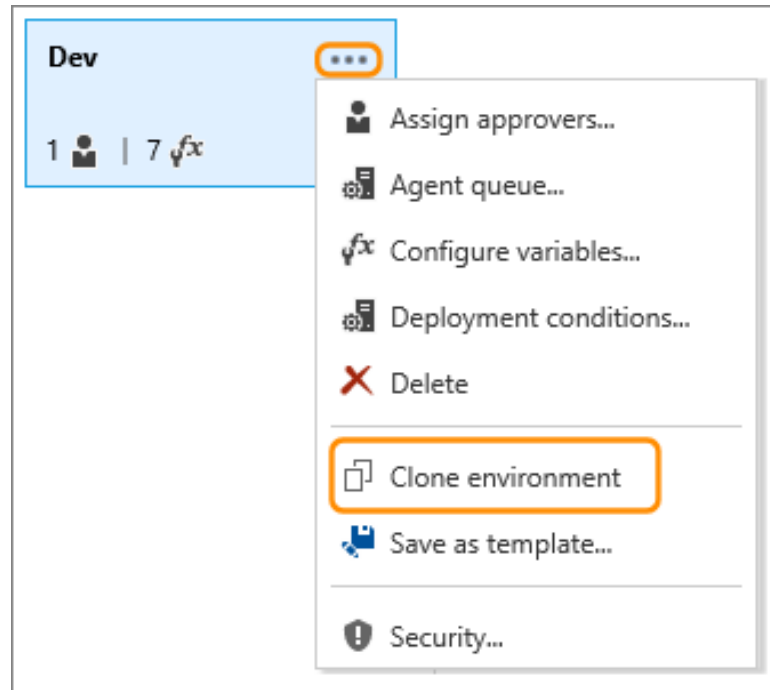 Dev
...
1 | 7 fx
Assign approvers...
Agent queue...
fx Configure variables...
Deployment conditions...
Delete
Clone environment
Save as template...
Security...